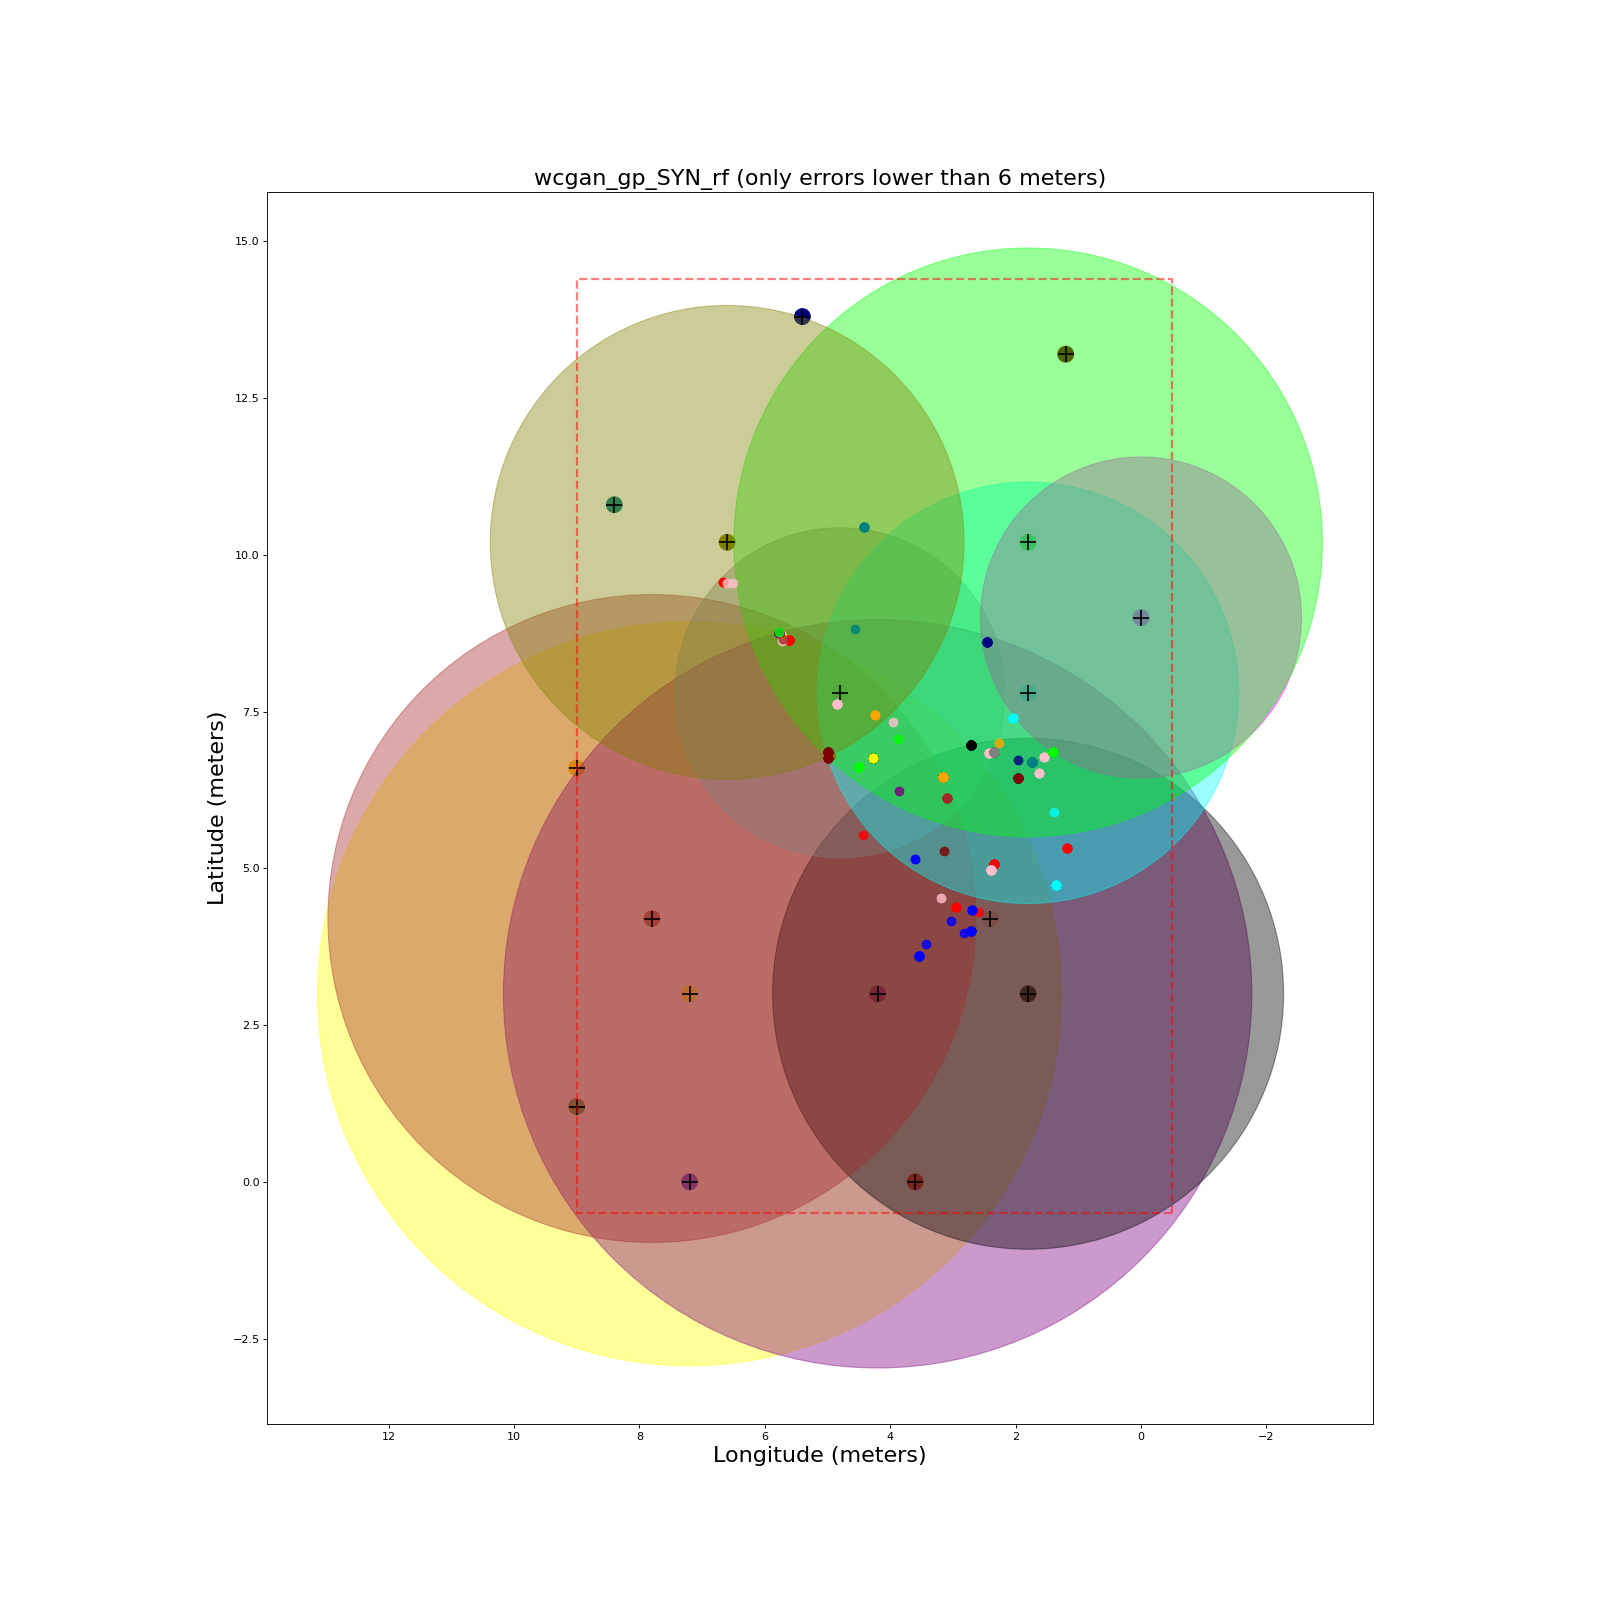 wcgan_gp_SYN_rf (only errors lower than 6 meters)
15.0
12.5
10.0
7.5
5.0
2.5
0.0
−2.5
Latitude (meters)
12 10 8 6 4 2 0 −2
Longitude (meters)